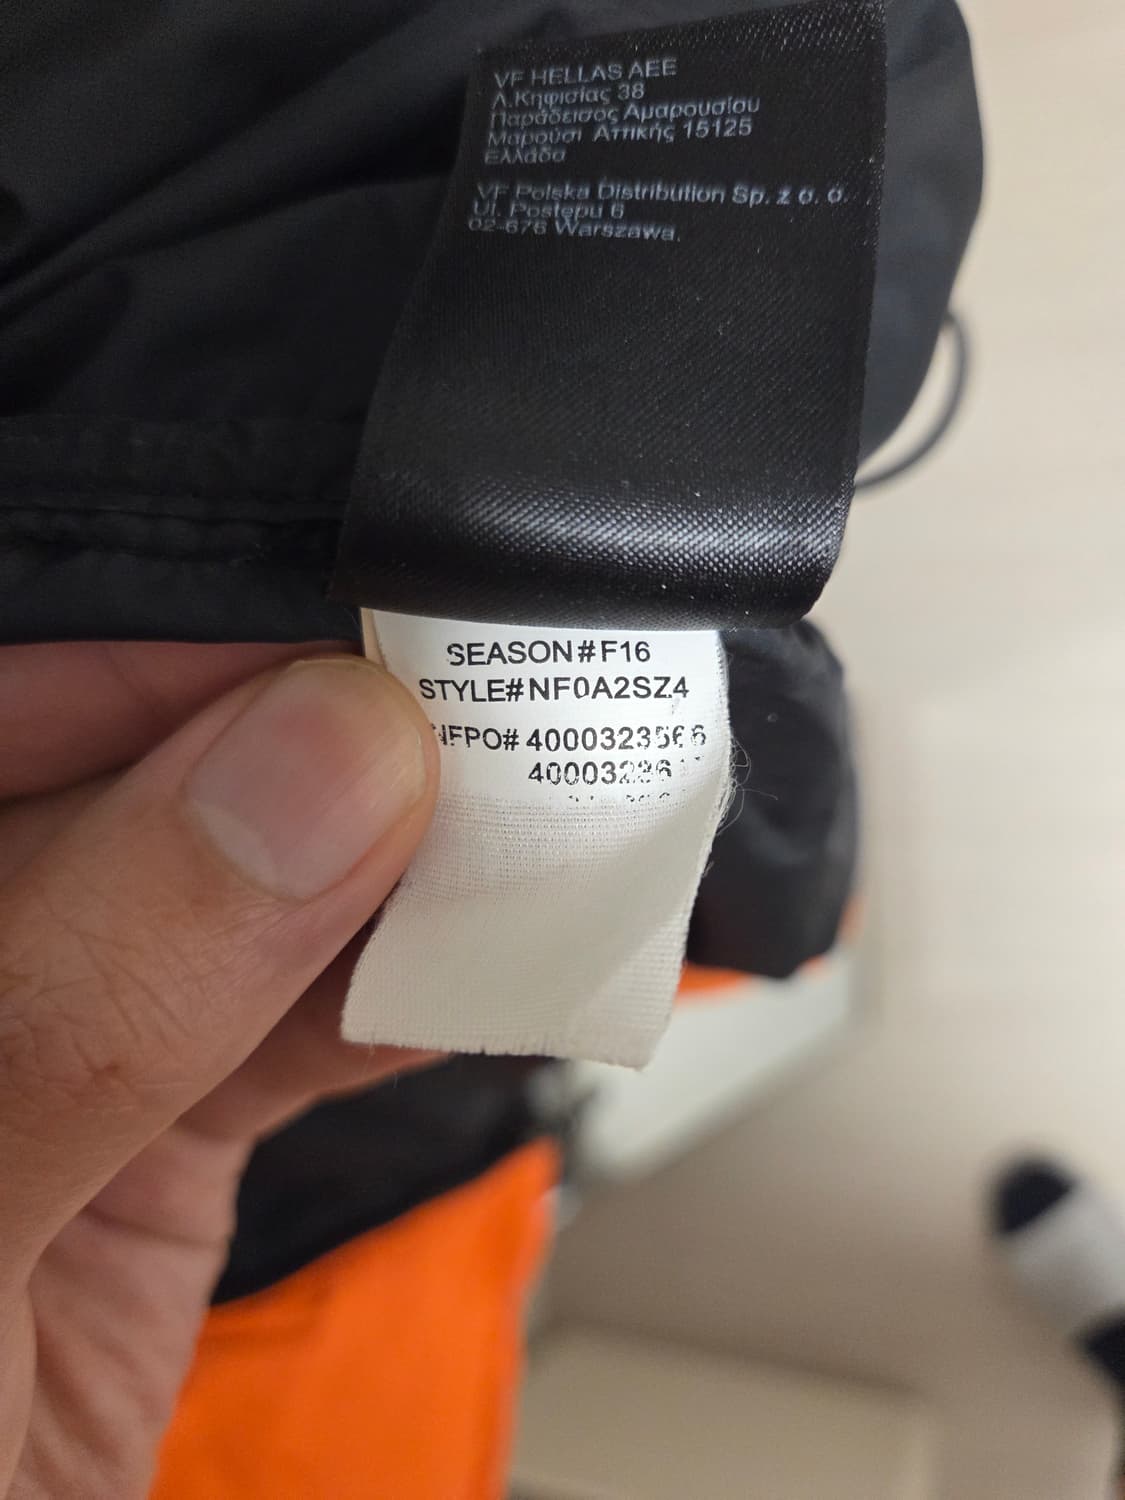 VF HELLAS AEE
Λ.Κηφισίας 38
Παράδεισος Αμαρουσίου
Μαρούσι Αττικής 15125
Ελλάδα
VF Polska Distribution Sp. z o. o.
Ul. Postępu 6
02-676 Warszawa.
SEASON#F16
STYLE#NF0A2SZ4
NFPO#